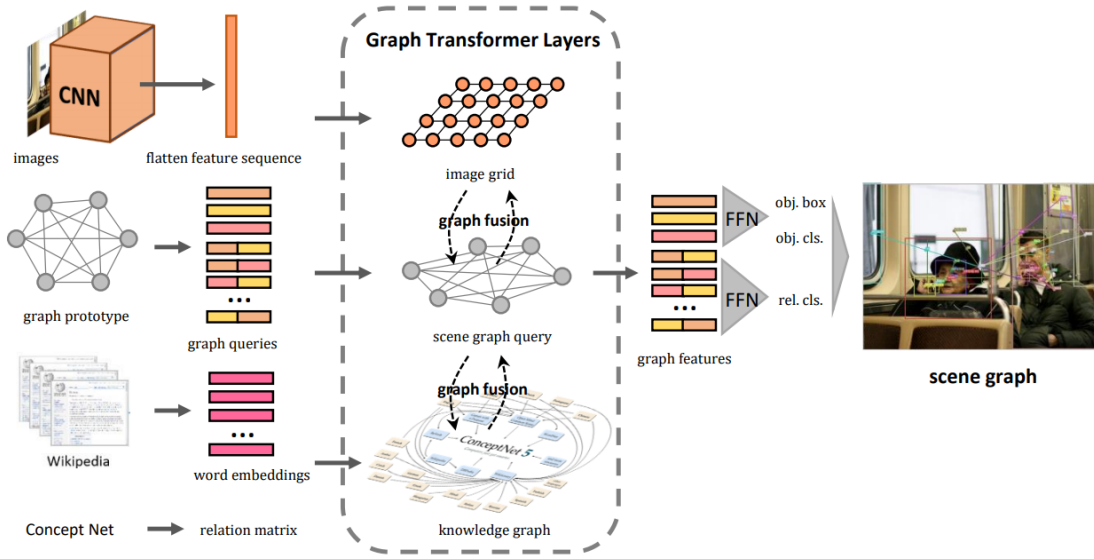 Graph Transformer Layers
CNN
images
flatten feature sequence
image grid
graph fusion
graph prototype
graph queries
...
scene graph query
graph features
...
FFN
FFN
obj. box
obj. cls.
rel. cls.
scene graph
graph fusion
Wikipedia
word embeddings
...
ConceptNet 5
knowledge graph
Concept Net
relation matrix